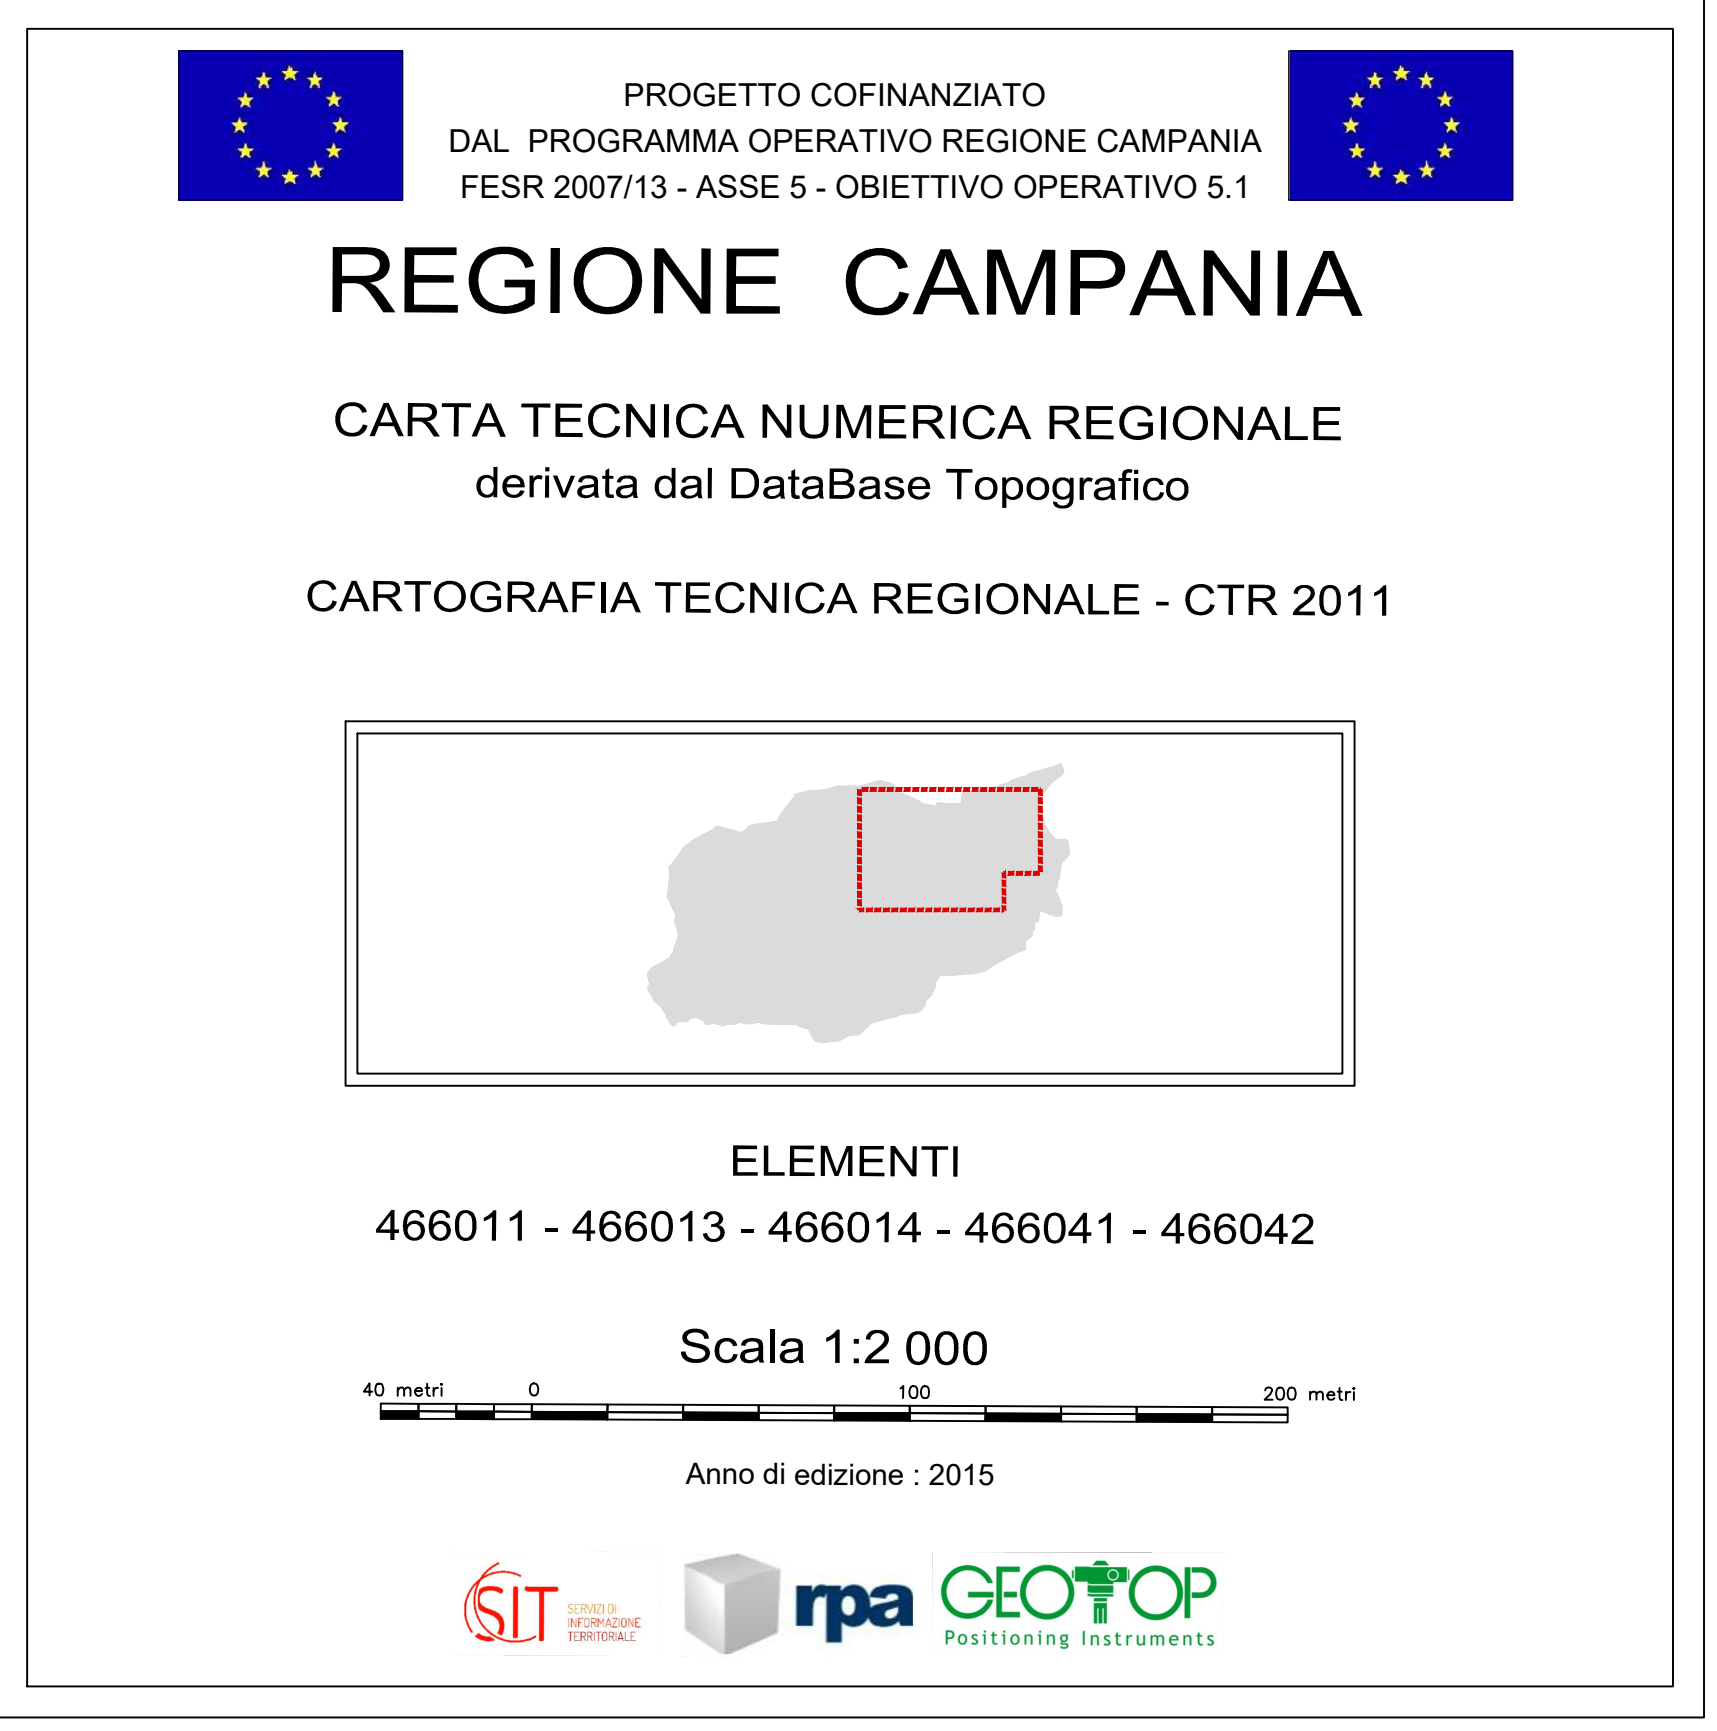 PROGETTO COFINANZIATO
DAL PROGRAMMA OPERATIVO REGIONE CAMPANIA
FESR 2007/13 - ASSE 5 - OBIETTIVO OPERATIVO 5.1
REGIONE CAMPANIA
CARTA TECNICA NUMERICA REGIONALE
derivata dal DataBase Topografico
CARTOGRAFIA TECNICA REGIONALE - CTR 2011
ELEMENTI
466011 - 466013 - 466014 - 466041 - 466042
Scala 1:2 000
40 metri 0 100 200 metri
Anno di edizione : 2015
SIT
SERVIZI DI
INFORMAZIONE
TERRITORIALE
rpa
GEOTOP
Positioning Instruments